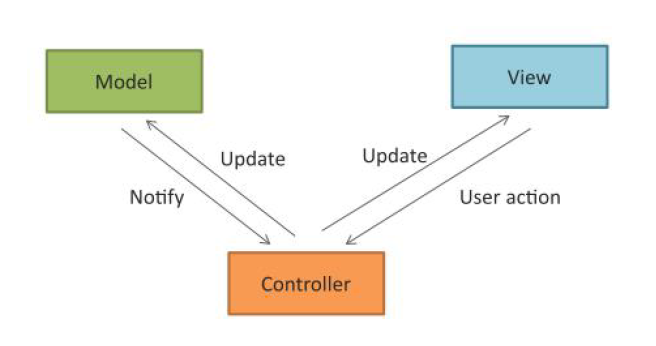 Model
View
Update
Update
Notify
User action
Controller